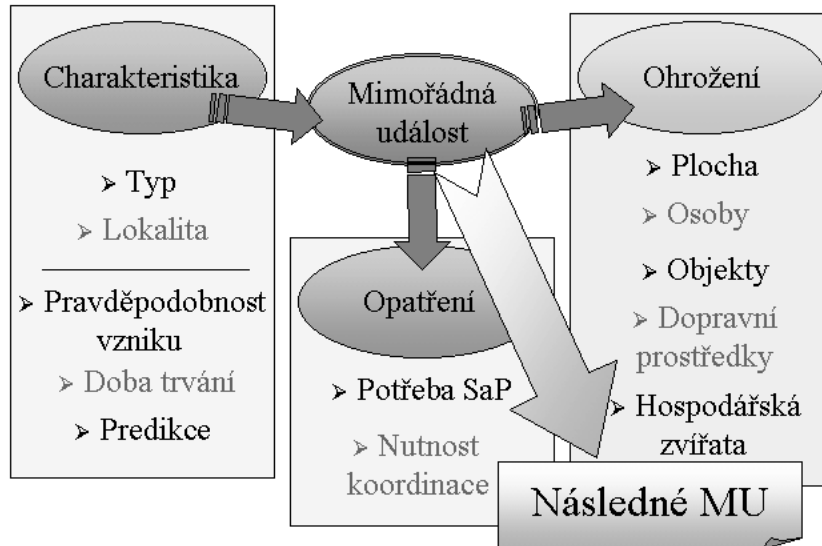 Charakteristika
➢ Typ
➢ Lokalita
➢ Pravděpodobnost
vzniku
➢ Doba trvání
➢ Predikce
Mimořádná
událost
Opatření
➢ Potřeba SaP
➢ Nutnost
koordinace
Ohrožení
➢ Plocha
➢ Osoby
➢ Objekty
➢ Dopravní
prostředky
➢ Hospodářská
zvířata
Následné MU